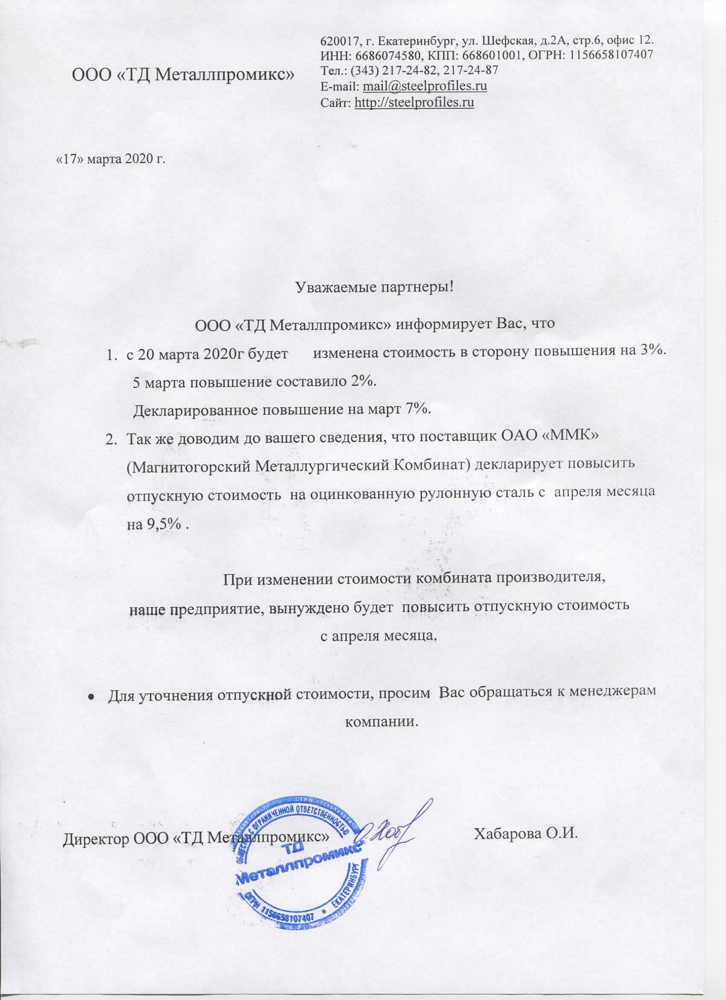 620017, г. Екатеринбург, ул. Шефская, д.2А, стр.6, офис 12.
ИНН: 6686074580, КПП: 668601001, ОГРН: 1156658107407
ООО «ТД Металлпромикс»
Тел.: (343) 217-24-82, 217-24-87
E-mail: mail@steelprofiles.ru
Сайт: http://steelprofiles.ru
«17» марта 2020 г.
Уважаемые партнеры!
ООО «ТД Металлпромикс» информирует Вас, что
1. с 20 марта 2020г будет изменена стоимость в сторону повышения на 3%.
5 марта повышение составило 2%.
Декларированное повышение на март 7%.
2. Так же доводим до вашего сведения, что поставщик ОАО «ММК»
(Магнитогорский Металлургический Комбинат) декларирует повысить
отпускную стоимость на оцинкованную рулонную сталь с апреля месяца
на 9,5% .
При изменении стоимости комбината производителя,
наше предприятие, вынуждено будет повысить отпускную стоимость
с апреля месяца.
• Для уточнения отпускной стоимости, просим Вас обращаться к менеджерам
компании.
Директор ООО «ТД Металлпромикс»
Хабарова О.И.
С ОГРАНИЧЕННОЙ ОТВЕТСТВЕННОСТЬЮ
ТД
Металлпромикс"
ОГРН 1156658107407 * ЕКАТЕРИНБУРГ